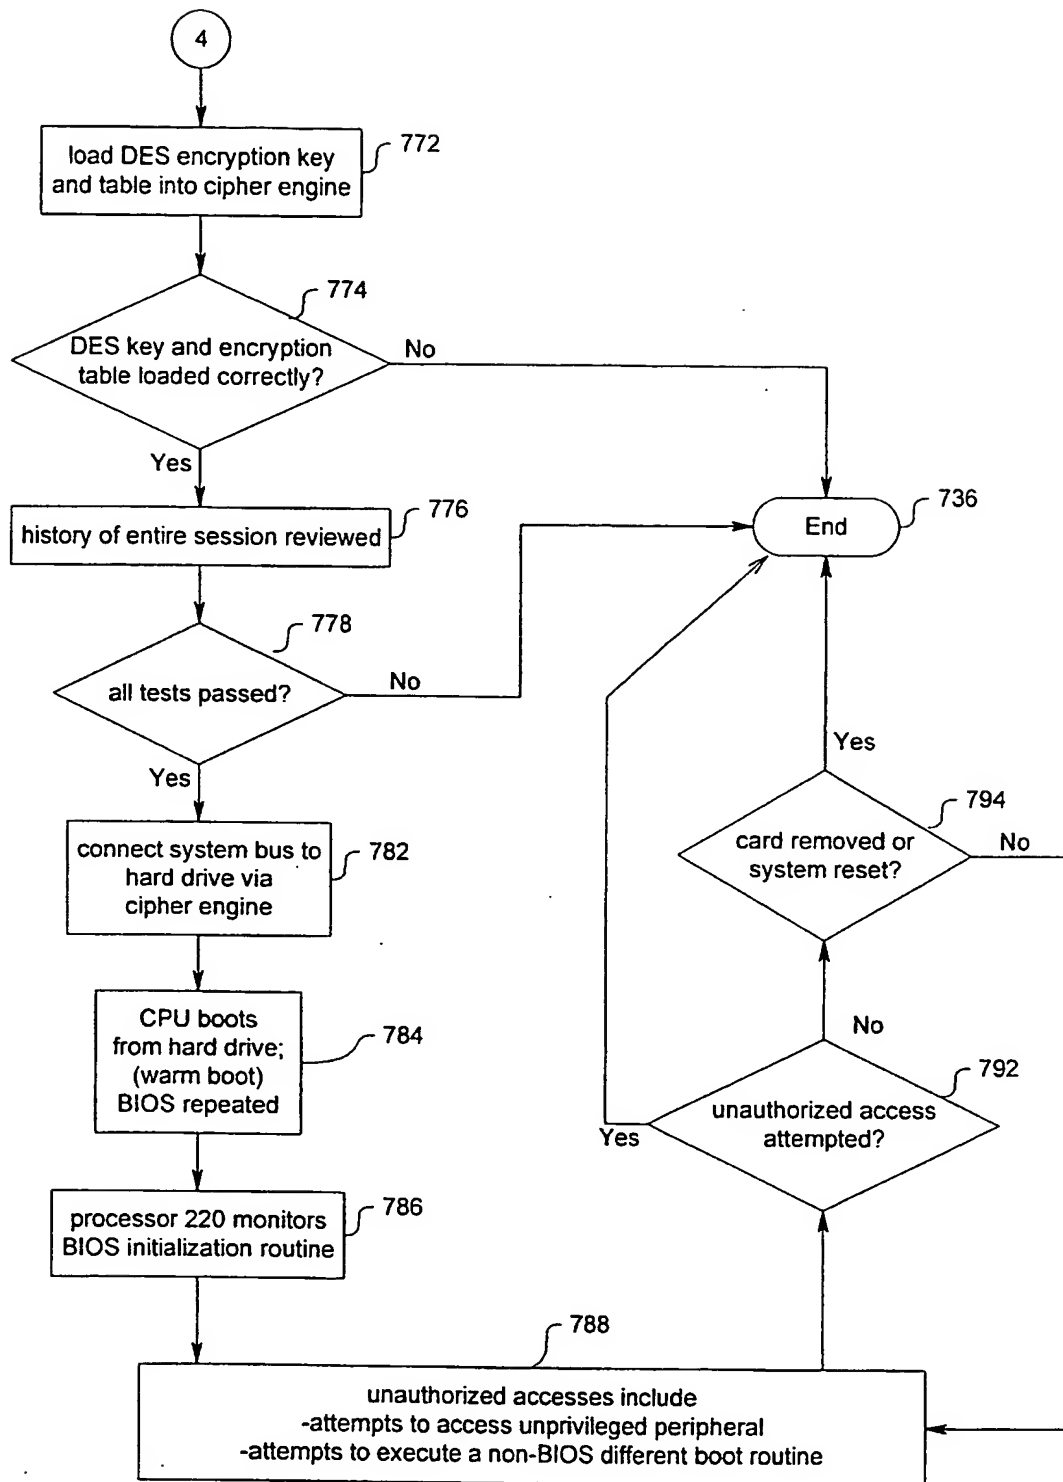 4
load DES encryption key
and table into cipher engine
772
774
DES key and encryption
table loaded correctly?
No
Yes
history of entire session reviewed
776
End
736
778
all tests passed?
No
Yes
connect system bus to
hard drive via
cipher engine
782
CPU boots
from hard drive;
(warm boot)
BIOS repeated
784
processor 220 monitors
BIOS initialization routine
786
788
unauthorized accesses include
-attempts to access unprivileged peripheral
-attempts to execute a non-BIOS different boot routine
792
unauthorized access
attempted?
Yes
No
794
card removed or
system reset?
No
Yes